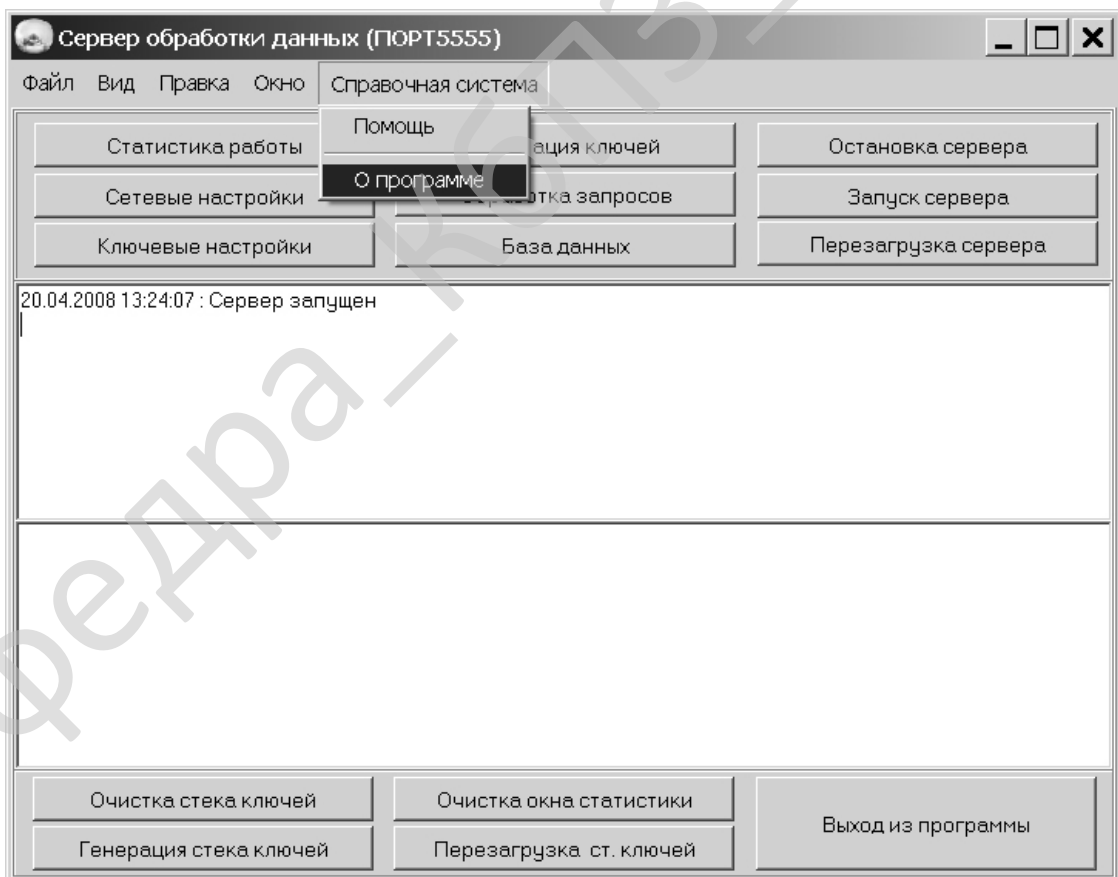 Сервер обработки данных (ПОРТ5555)
Файл Вид Правка Окно Справочная система
Помощь
О программе
Статистика работы ация ключей Остановка сервера
Сетевые настройки отка запросов Запуск сервера
Ключевые настройки База данных Перезагрузка сервера
20.04.2008 13:24:07 : Сервер запущен
Очистка стека ключей Очистка окна статистики Выход из программы
Генерация стека ключей Перезагрузка ст. ключей